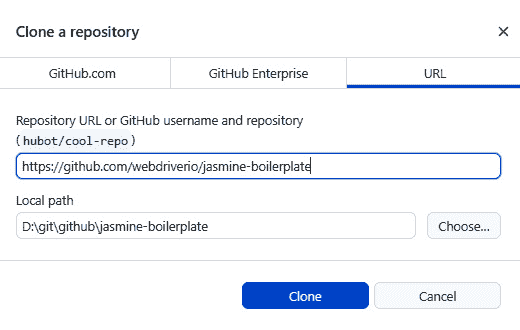 Clone a repository
GitHub.com
GitHub Enterprise
URL
Repository URL or GitHub username and repository
(hubot/cool-repo)
https://github.com/webdriverio/jasmine-boilerplate
Local path
D:\git\github\jasmine-boilerplate
Choose...
Clone
Cancel